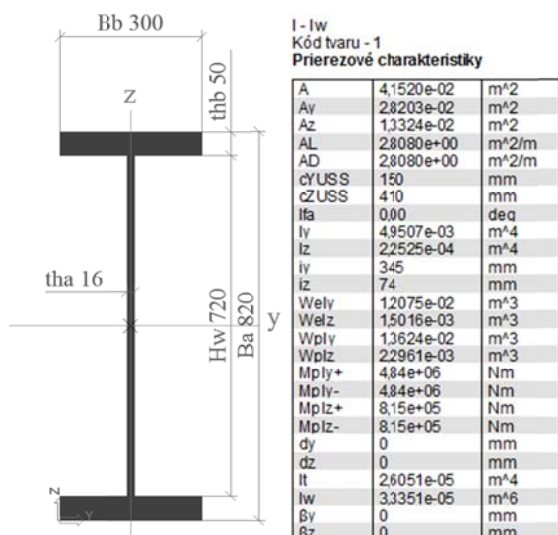 Bb 300
thb 50
Z
tha 16
Hw 720
Ba 820
y
Z
Y
I - Iw
Kód tvaru - 1
Prierezové charakteristiky
A 4,1520e-02 m^2
Ay 2,8203e-02 m^2
Az 1,3324e-02 m^2
AL 2,8080e+00 m^2/m
AD 2,8080e+00 m^2/m
cYUSS 150 mm
cZUSS 410 mm
lfa 0,00 deg
Iy 4,9507e-03 m^4
Iz 2,2525e-04 m^4
iy 345 mm
iz 74 mm
Wely 1,2075e-02 m^3
Welz 1,5016e-03 m^3
Wply 1,3624e-02 m^3
Wplz 2,2961e-03 m^3
Mply+ 4,84e+06 Nm
Mply- 4,84e+06 Nm
Mplz+ 8,15e+05 Nm
Mplz- 8,15e+05 Nm
dy 0 mm
dz 0 mm
It 2,6051e-05 m^4
Iw 3,3351e-05 m^6
βy 0 mm
βz 0 mm